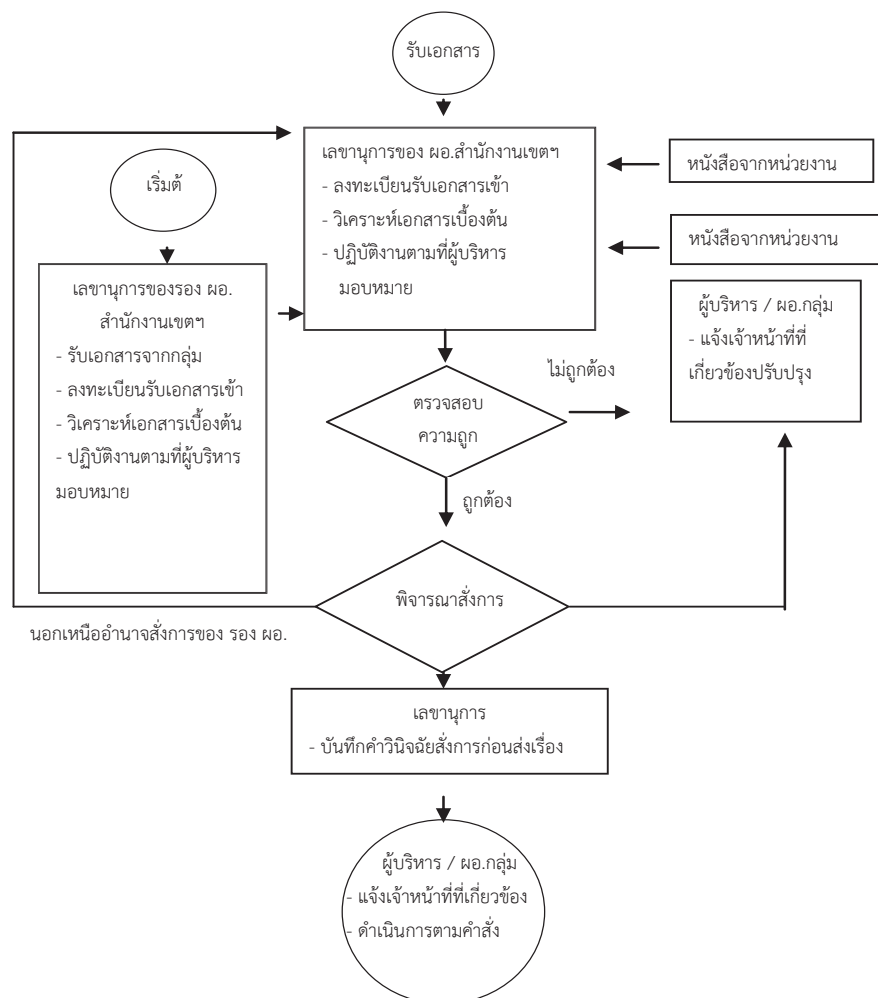 รับเอกสาร
เลขานุการของ ผอ.สำนักงานเขตฯ
- ลงทะเบียนรับเอกสารเข้า
- วิเคราะห์เอกสารเบื้องต้น
- ปฏิบัติงานตามที่ผู้บริหาร
มอบหมาย
หนังสือจากหน่วยงาน
หนังสือจากหน่วยงาน
เริ่มต้
เลขานุการของรอง ผอ.
สำนักงานเขตฯ
- รับเอกสารจากกลุ่ม
- ลงทะเบียนรับเอกสารเข้า
- วิเคราะห์เอกสารเบื้องต้น
- ปฏิบัติงานตามที่ผู้บริหาร
มอบหมาย
ผู้บริหาร / ผอ.กลุ่ม
- แจ้งเจ้าหน้าที่ที่
เกี่ยวข้องปรับปรุง
ไม่ถูกต้อง
ตรวจสอบ
ความถูก
ถูกต้อง
พิจารณาสั่งการ
นอกเหนืออำนาจสั่งการของ รอง ผอ.
เลขานุการ
- บันทึกคำวินิจฉัยสั่งการก่อนส่งเรื่อง
ผู้บริหาร / ผอ.กลุ่ม
- แจ้งเจ้าหน้าที่ที่เกี่ยวข้อง
- ดำเนินการตามคำสั่ง